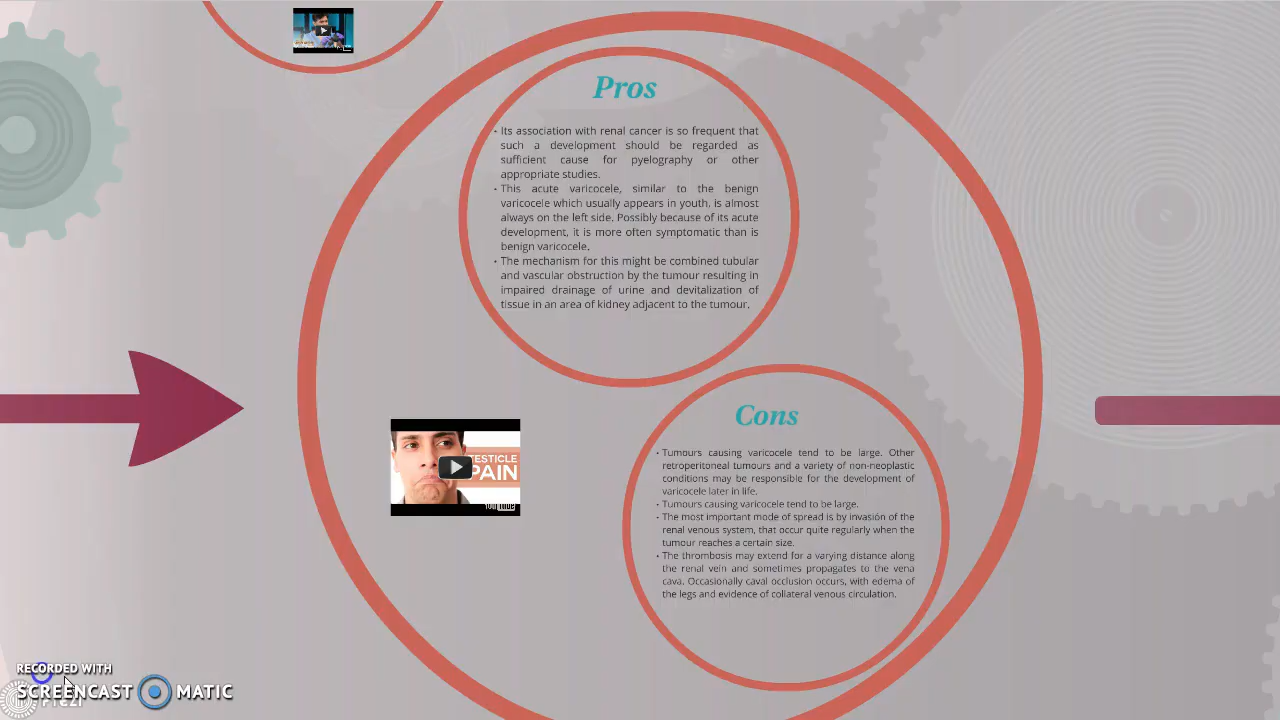 Pros
• Its association with renal cancer is so frequent that
such a development should be regarded as
sufficient cause for pyelography or other
appropriate studies.
• This acute varicocele, similar to the benign
varicocele which usually appears in youth, is almost
always on the left side. Possibly because of its acute
development, it is more often symptomatic than is
benign varicocele.
• The mechanism for this might be combined tubular
and vascular obstruction by the tumour resulting in
impaired drainage of urine and devitalization of
tissue in an area of kidney adjacent to the tumour.
Cons
• Tumours causing varicocele tend to be large. Other
retroperitoneal tumours and a variety of non-neoplastic
conditions may be responsible for the development of
varicocele later in life.
• Tumours causing varicocele tend to be large.
• The most important mode of spread is by invasion of the
renal venous system, that occur quite regularly when the
tumour reaches a certain size.
• The thrombosis may extend for a varying distance along
the renal vein and sometimes propagates to the vena
cava. Occasionally caval occlusion occurs, with edema of
the legs and evidence of collateral venous circulation.
ESTICLE
PAIN
YouTube
RECORDED WITH
SCREENCAST MATIC